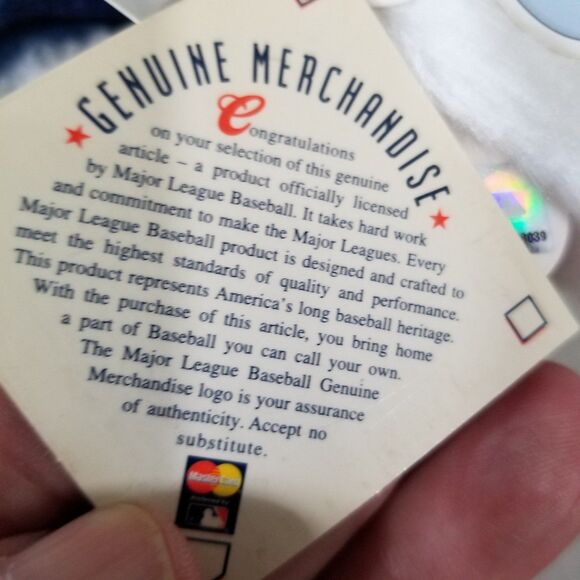 GENUINE MERCHANDISE
Congratulations
on your selection of this genuine
article – a product officially licensed
by Major League Baseball. It takes hard work
and commitment to make the Major Leagues. Every
Major League Baseball product is designed and crafted to
meet the highest standards of quality and performance.
This product represents America's long baseball heritage.
With the purchase of this article, you bring home
a part of Baseball you can call your own.
The Major League Baseball Genuine
Merchandise logo is your assurance
of authenticity. Accept no
substitute.
MasterCard
preferred by